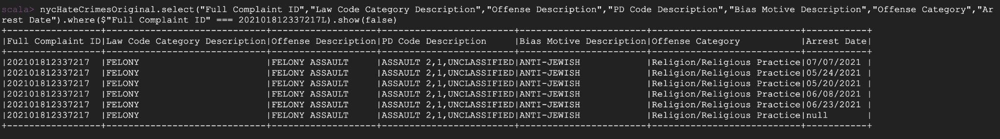 scala> nycHateCrimesOriginal.select("Full Complaint ID","Law Code Category Description","Offense Description","PD Code Description","Bias Motive Description","Offense Category","Ar
rest Date").where($"Full Complaint ID" === 202101812337217L).show(false)
+-----------------+-----------------------------+-------------------+------------------------+-----------------------+---------------------------+-----------+
|Full Complaint ID|Law Code Category Description|Offense Description|PD Code Description     |Bias Motive Description|Offense Category           |Arrest Date|
+-----------------+-----------------------------+-------------------+------------------------+-----------------------+---------------------------+-----------+
|202101812337217  |FELONY                       |FELONY ASSAULT     |ASSAULT 2,1,UNCLASSIFIED|ANTI-JEWISH            |Religion/Religious Practice|07/07/2021 |
|202101812337217  |FELONY                       |FELONY ASSAULT     |ASSAULT 2,1,UNCLASSIFIED|ANTI-JEWISH            |Religion/Religious Practice|05/24/2021 |
|202101812337217  |FELONY                       |FELONY ASSAULT     |ASSAULT 2,1,UNCLASSIFIED|ANTI-JEWISH            |Religion/Religious Practice|05/20/2021 |
|202101812337217  |FELONY                       |FELONY ASSAULT     |ASSAULT 2,1,UNCLASSIFIED|ANTI-JEWISH            |Religion/Religious Practice|06/08/2021 |
|202101812337217  |FELONY                       |FELONY ASSAULT     |ASSAULT 2,1,UNCLASSIFIED|ANTI-JEWISH            |Religion/Religious Practice|06/23/2021 |
|202101812337217  |FELONY                       |FELONY ASSAULT     |ASSAULT 2,1,UNCLASSIFIED|ANTI-JEWISH            |Religion/Religious Practice|null       |
+-----------------+-----------------------------+-------------------+------------------------+-----------------------+---------------------------+-----------+